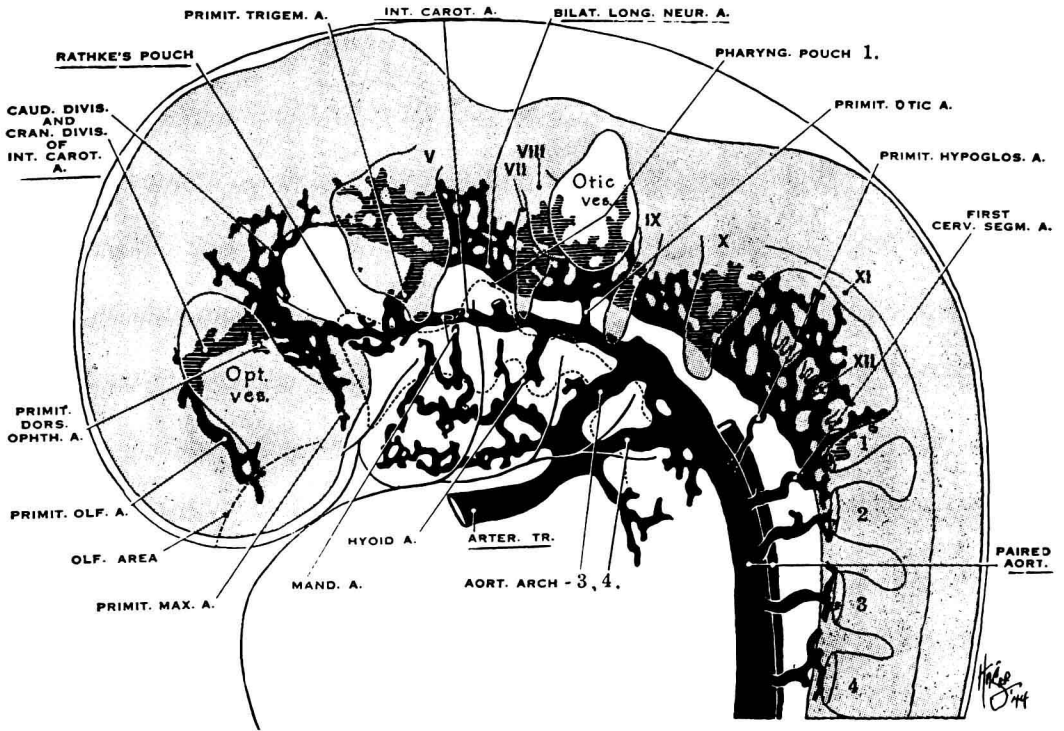 PRIMIT. TRIGEM. A.
INT. CAROT. A.
BILAT. LONG. NEUR. A.
RATHKE'S POUCH
PHARYNG. POUCH 1.
CAUD. DIVIS.
AND
CRAN. DIVIS.
OF
INT. CAROT.
A.
PRIMIT. OTIC A.
PRIMIT. HYPOGLOS. A.
FIRST
CERV. SEGM. A.
V
VII
VIII
Otic
ves.
IX
X
XI
XII
Opt.
ves.
PRIMIT.
DORS.
OPHTH. A.
PRIMIT. OLF. A.
OLF. AREA
PRIMIT. MAX. A.
MAND. A.
HYOID A.
ARTER. TR.
AORT. ARCH - 3, 4.
PAIRED
AORT.
1
2
3
4
'44